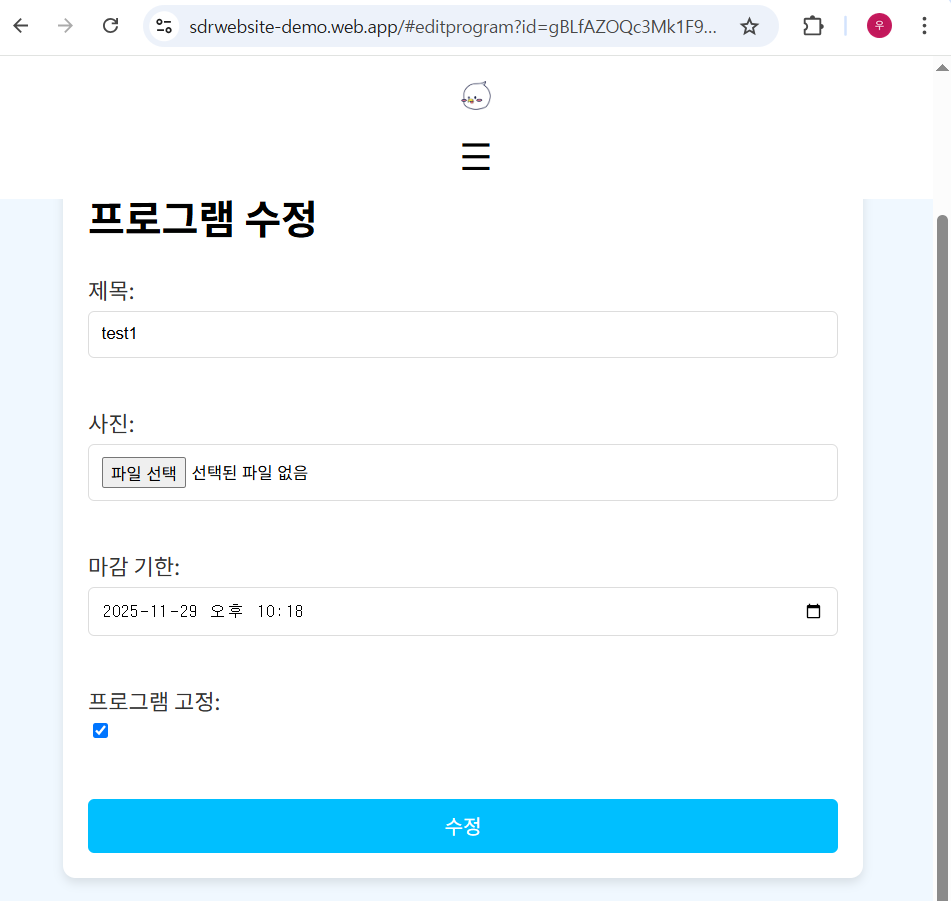 sdrwebsite-demo.web.app/#editprogram?id=gBLfAZOQc3Mk1F9...
우
프로그램 수정
제목:
test1
사진:
파일 선택 선택된 파일 없음
마감 기한:
2025-11-29 오후 10:18
프로그램 고정:
수정